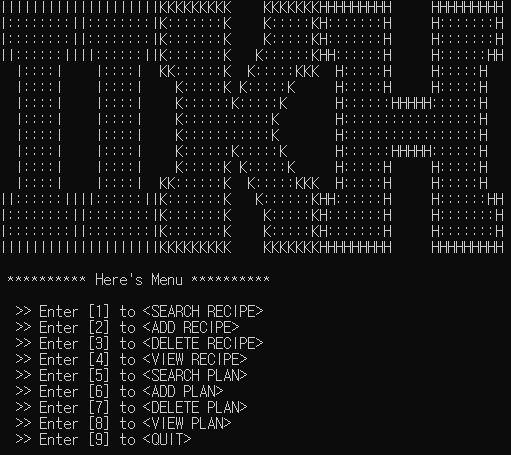 IIKH
********** Here's Menu **********
>> Enter [1] to <SEARCH RECIPE>
>> Enter [2] to <ADD RECIPE>
>> Enter [3] to <DELETE RECIPE>
>> Enter [4] to <VIEW RECIPE>
>> Enter [5] to <SEARCH PLAN>
>> Enter [6] to <ADD PLAN>
>> Enter [7] to <DELETE PLAN>
>> Enter [8] to <VIEW PLAN>
>> Enter [9] to <QUIT>